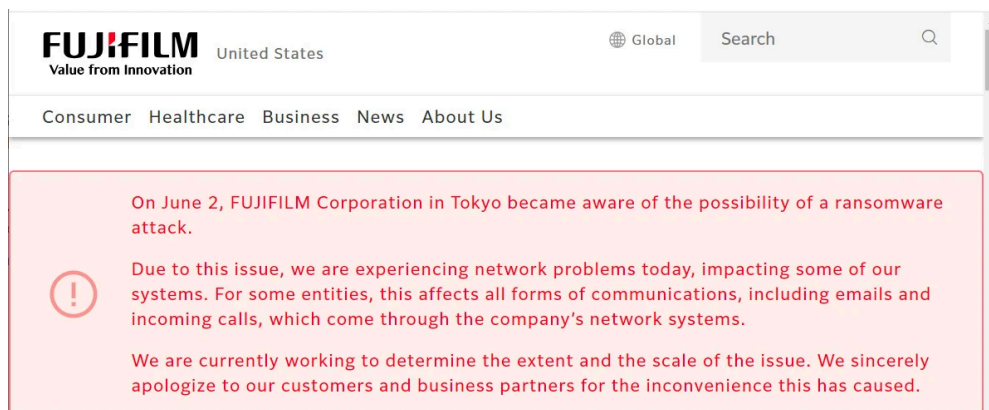 FUJIFILM
Value from Innovation
United States
Global
Search
Consumer Healthcare Business News About Us
On June 2, FUJIFILM Corporation in Tokyo became aware of the possibility of a ransomware
attack.
Due to this issue, we are experiencing network problems today, impacting some of our
systems. For some entities, this affects all forms of communications, including emails and
incoming calls, which come through the company's network systems.
We are currently working to determine the extent and the scale of the issue. We sincerely
apologize to our customers and business partners for the inconvenience this has caused.